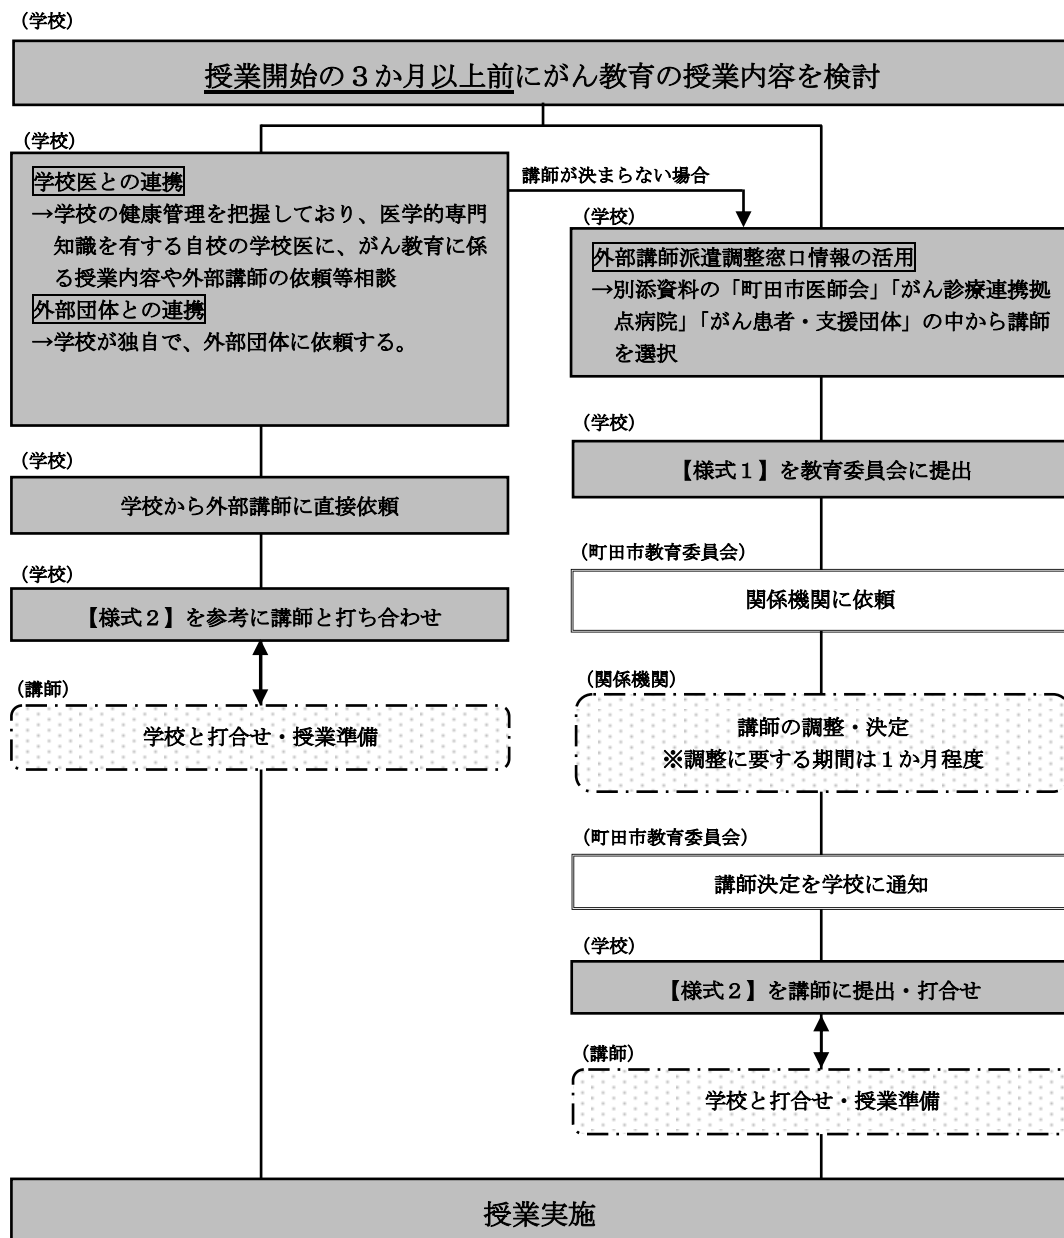 （学校）
授業開始の３か月以上前にがん教育の授業内容を検討
（学校）
学校医との連携
→学校の健康管理を把握しており、医学的専門
知識を有する自校の学校医に、がん教育に係
る授業内容や外部講師の依頼等相談
外部団体との連携
→学校が独自で、外部団体に依頼する。
講師が決まらない場合
（学校）
外部講師派遣調整窓口情報の活用
→別添資料の「町田市医師会」「がん診療連携拠
点病院」「がん患者・支援団体」の中から講師
を選択
（学校）
学校から外部講師に直接依頼
（学校）
【様式２】を参考に講師と打ち合わせ
（講師）
学校と打合せ・授業準備
（学校）
【様式１】を教育委員会に提出
（町田市教育委員会）
関係機関に依頼
（関係機関）
講師の調整・決定
※調整に要する期間は１か月程度
（町田市教育委員会）
講師決定を学校に通知
（学校）
【様式２】を講師に提出・打合せ
（講師）
学校と打合せ・授業準備
授業実施